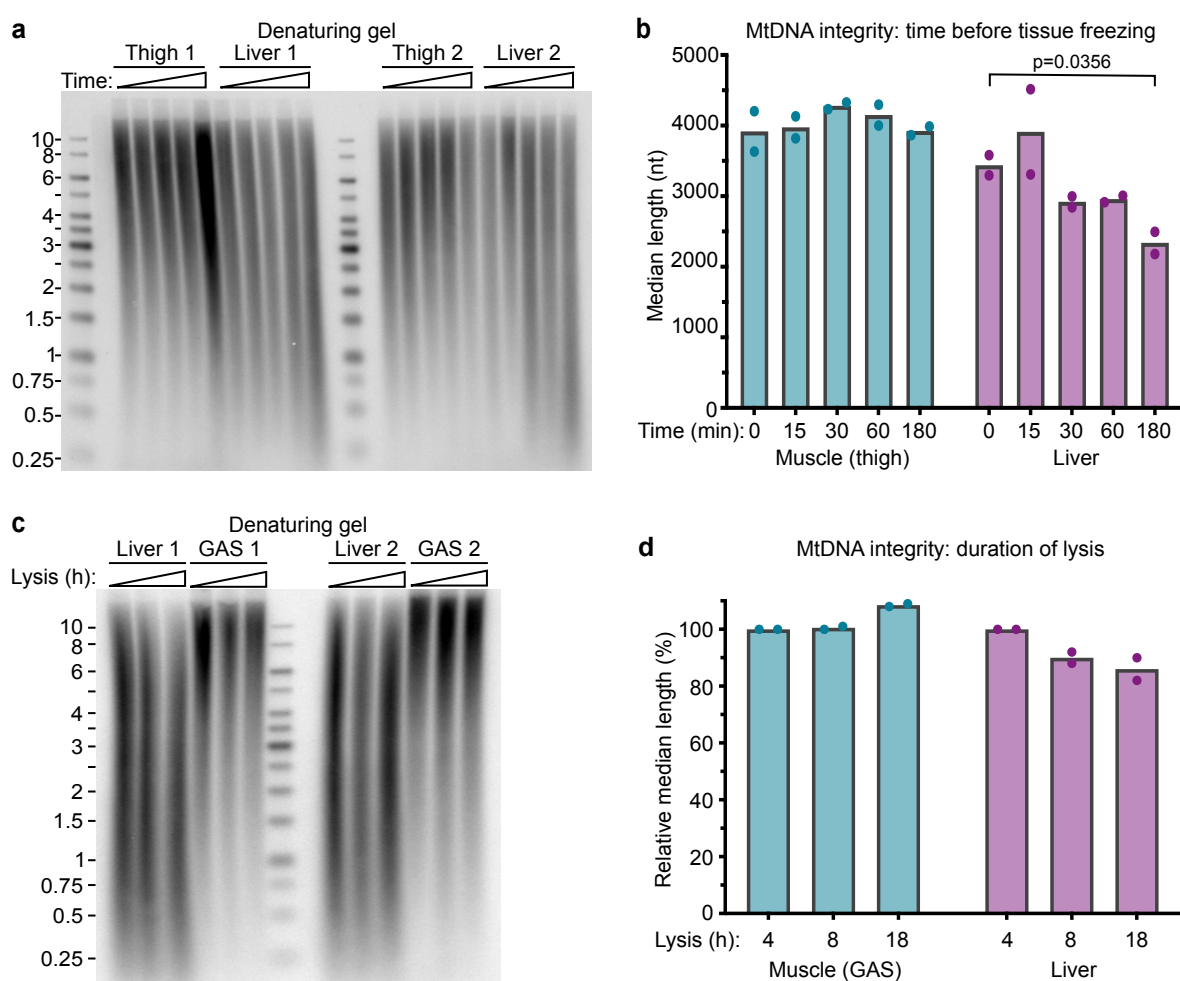 a
Denaturing gel
Thigh 1 Liver 1 Thigh 2 Liver 2
Time:
10
8
6
4
3
2
1.5
1
0.75
0.5
0.25
b
MtDNA integrity: time before tissue freezing
p=0.0356
Median length (nt)
5000
4000
3000
2000
1000
0
Time (min): 0 15 30 60 180 0 15 30 60 180
Muscle (thigh) Liver
c
Denaturing gel
Liver 1 GAS 1 Liver 2 GAS 2
Lysis (h):
10
8
6
4
3
2
1.5
1
0.75
0.5
0.25
d
MtDNA integrity: duration of lysis
Relative median length (%)
100
80
60
40
20
0
Lysis (h): 4 8 18 4 8 18
Muscle (GAS) Liver